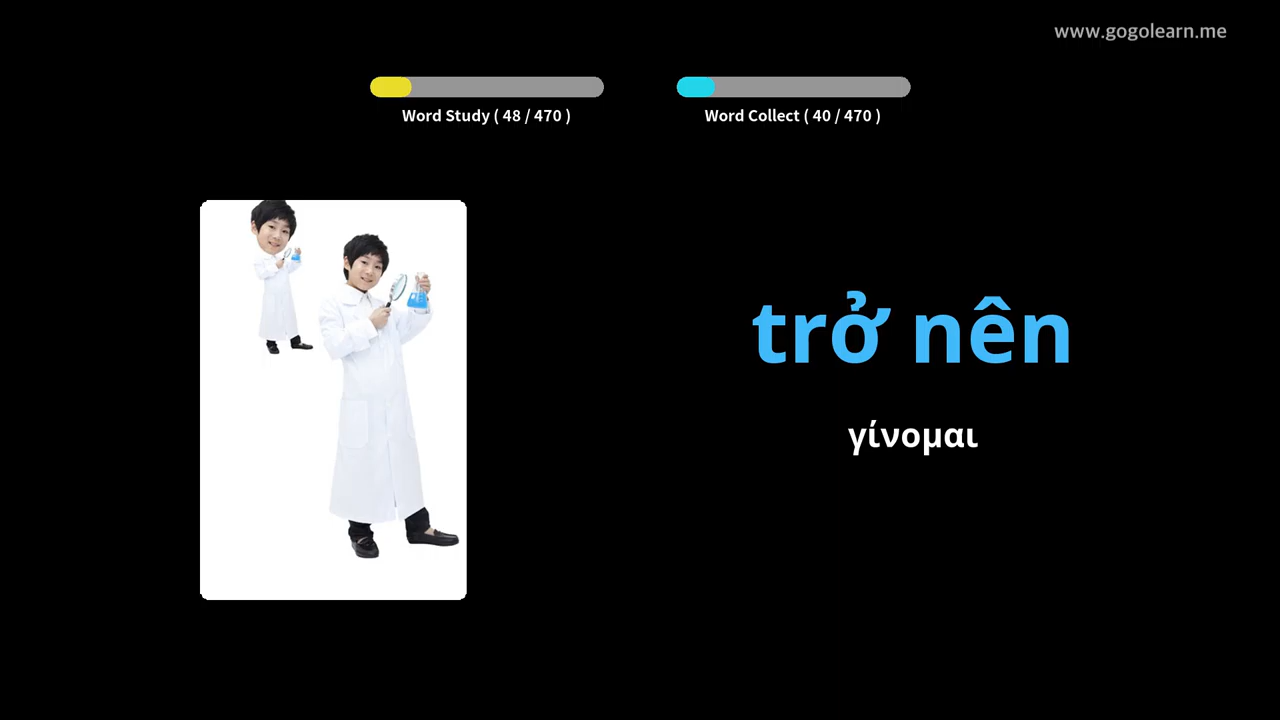 www.gogolearn.me
Word Study ( 48 / 470 )
Word Collect ( 40 / 470 )
trở nên
γίνομαι